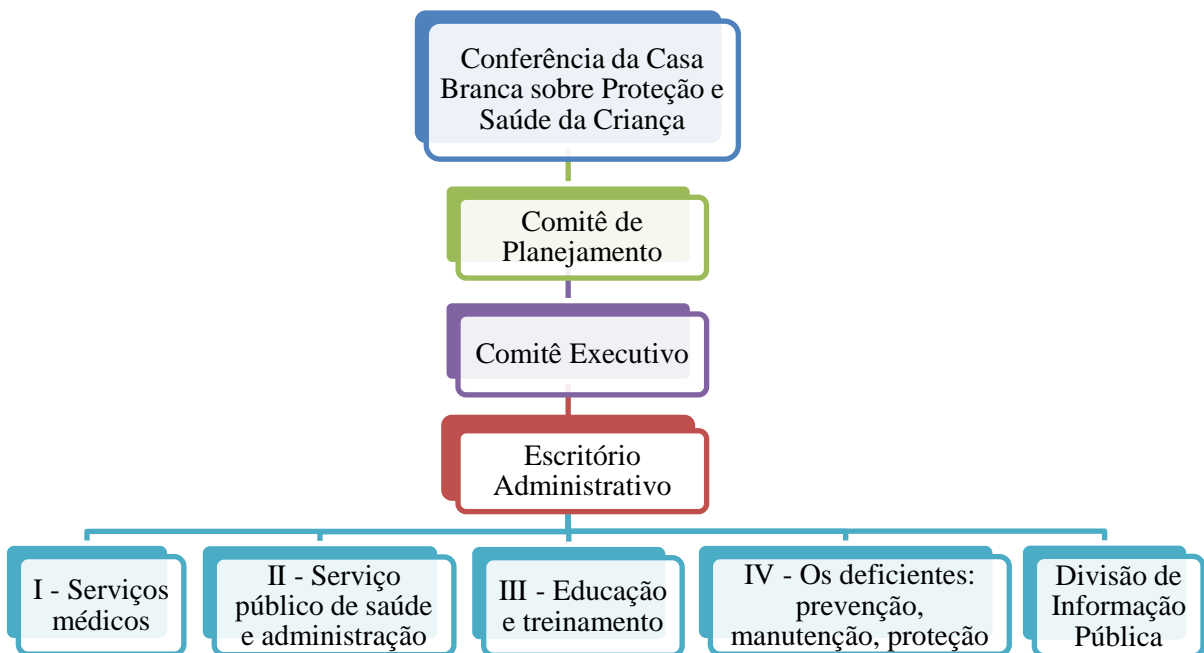 Conferência da Casa
Branca sobre Proteção e
Saúde da Criança
Comitê de
Planejamento
Comitê Executivo
Escritório
Administrativo
I - Serviços
médicos
II - Serviço
público de saúde
e administração
III - Educação
e treinamento
IV - Os deficientes:
prevenção,
manutenção, proteção
Divisão de
Informação
Pública